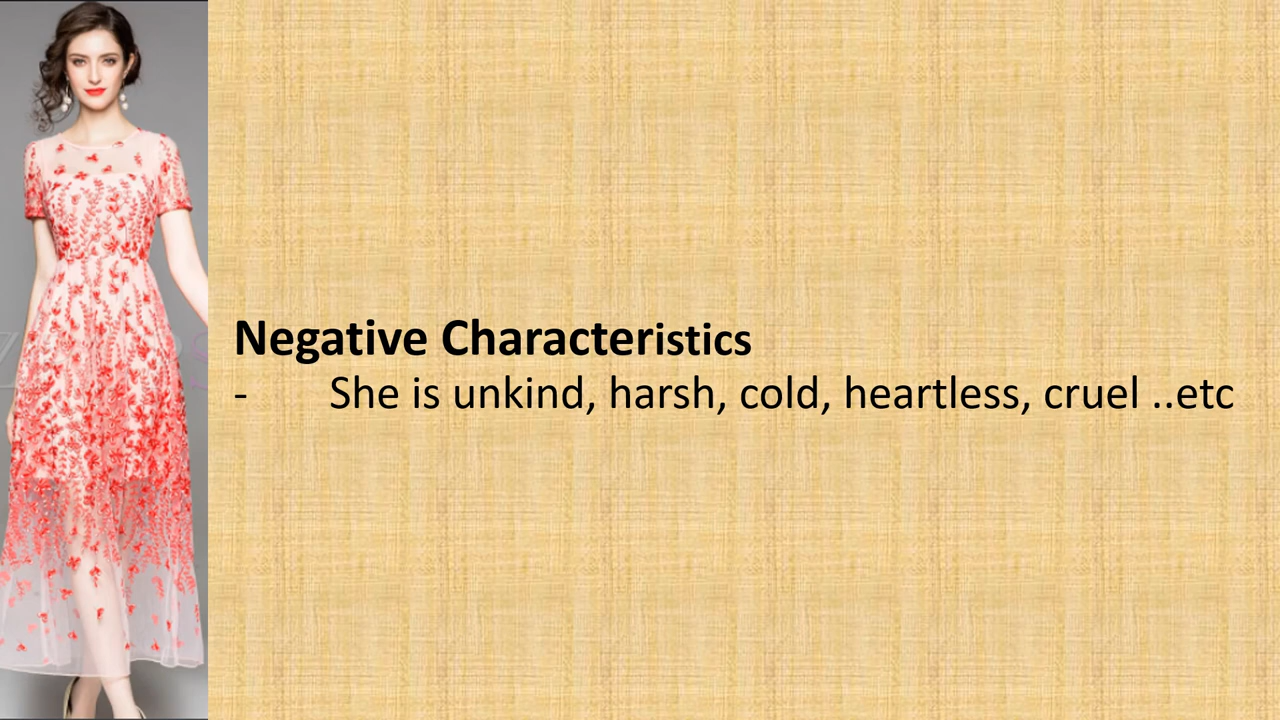 Negative Characteristics
- She is unkind, harsh, cold, heartless, cruel ..etc